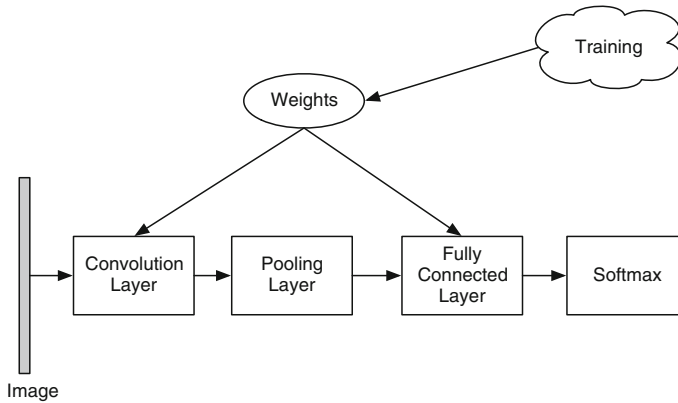 Training
Weights
Convolution
Layer
Pooling
Layer
Fully
Connected
Layer
Softmax
Image